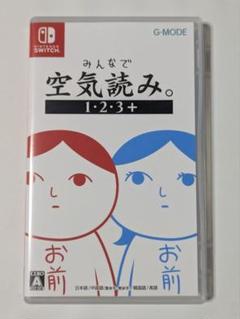 NINTENDO
SWITCH
G-MODE
みんなで
空気読み。
1・2・3+
お前
お前
A